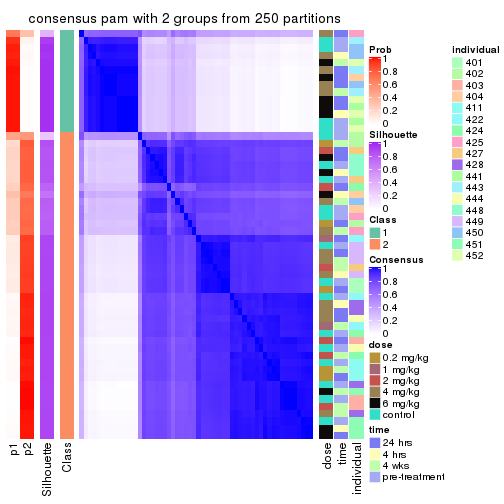 consensus pam with 2 groups from 250 partitions
p1
p2
Silhouette
Class
dose
time
individual
Prob
1
0.8
0.6
0.4
0.2
0
Silhouette
1
0.8
0.6
0.4
0.2
0
Class
1
2
Consensus
1
0.8
0.6
0.4
0.2
0
dose
0.2 mg/kg
1 mg/kg
2 mg/kg
4 mg/kg
6 mg/kg
control
time
24 hrs
4 hrs
4 wks
pre-treatment
individual
401
402
403
404
411
422
424
425
427
428
441
443
444
448
449
450
451
452